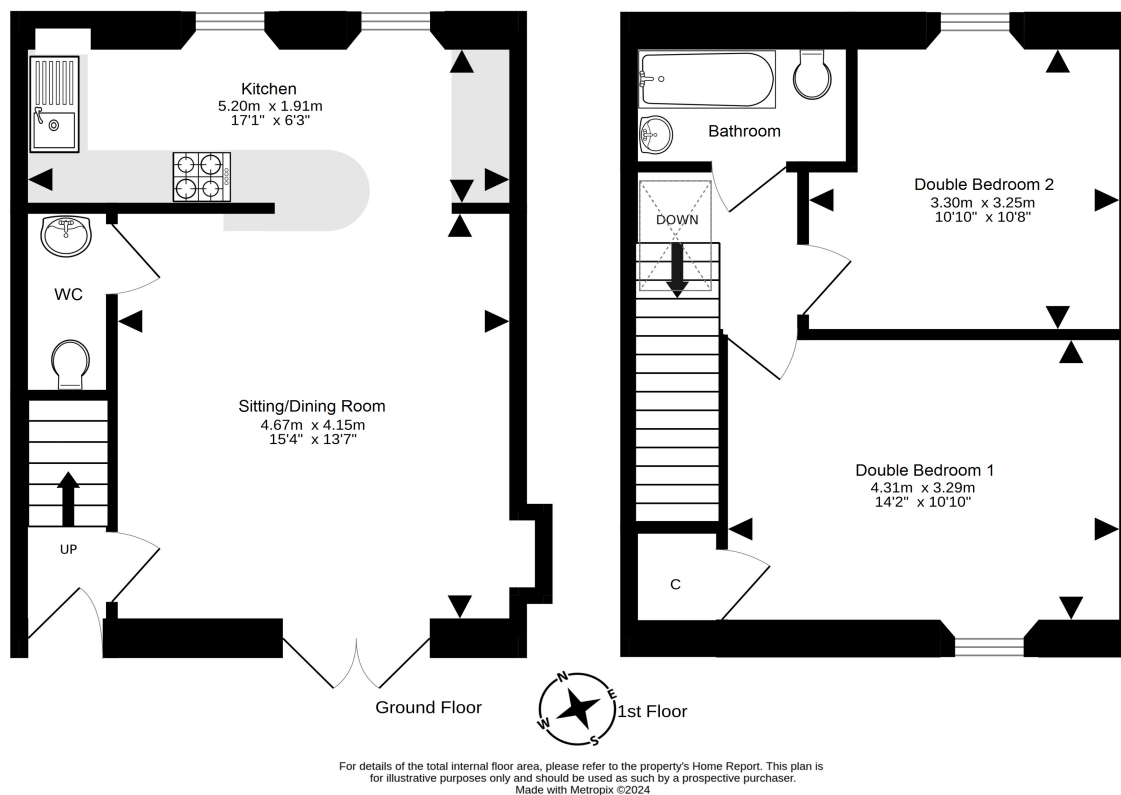 Kitchen
5.20m x 1.91m
17'1" x 6'3"
WC
Sitting/Dining Room
4.67m x 4.15m
15'4" x 13'7"
UP
Ground Floor
Bathroom
DOWN
Double Bedroom 2
3.30m x 3.25m
10'10" x 10'8"
Double Bedroom 1
4.31m x 3.29m
14'2" x 10'10"
C
N
E
S
W
1st Floor
For details of the total internal floor area, please refer to the property's Home Report. This plan is
for illustrative purposes only and should be used as such by a prospective purchaser.
Made with Metropix ©2024